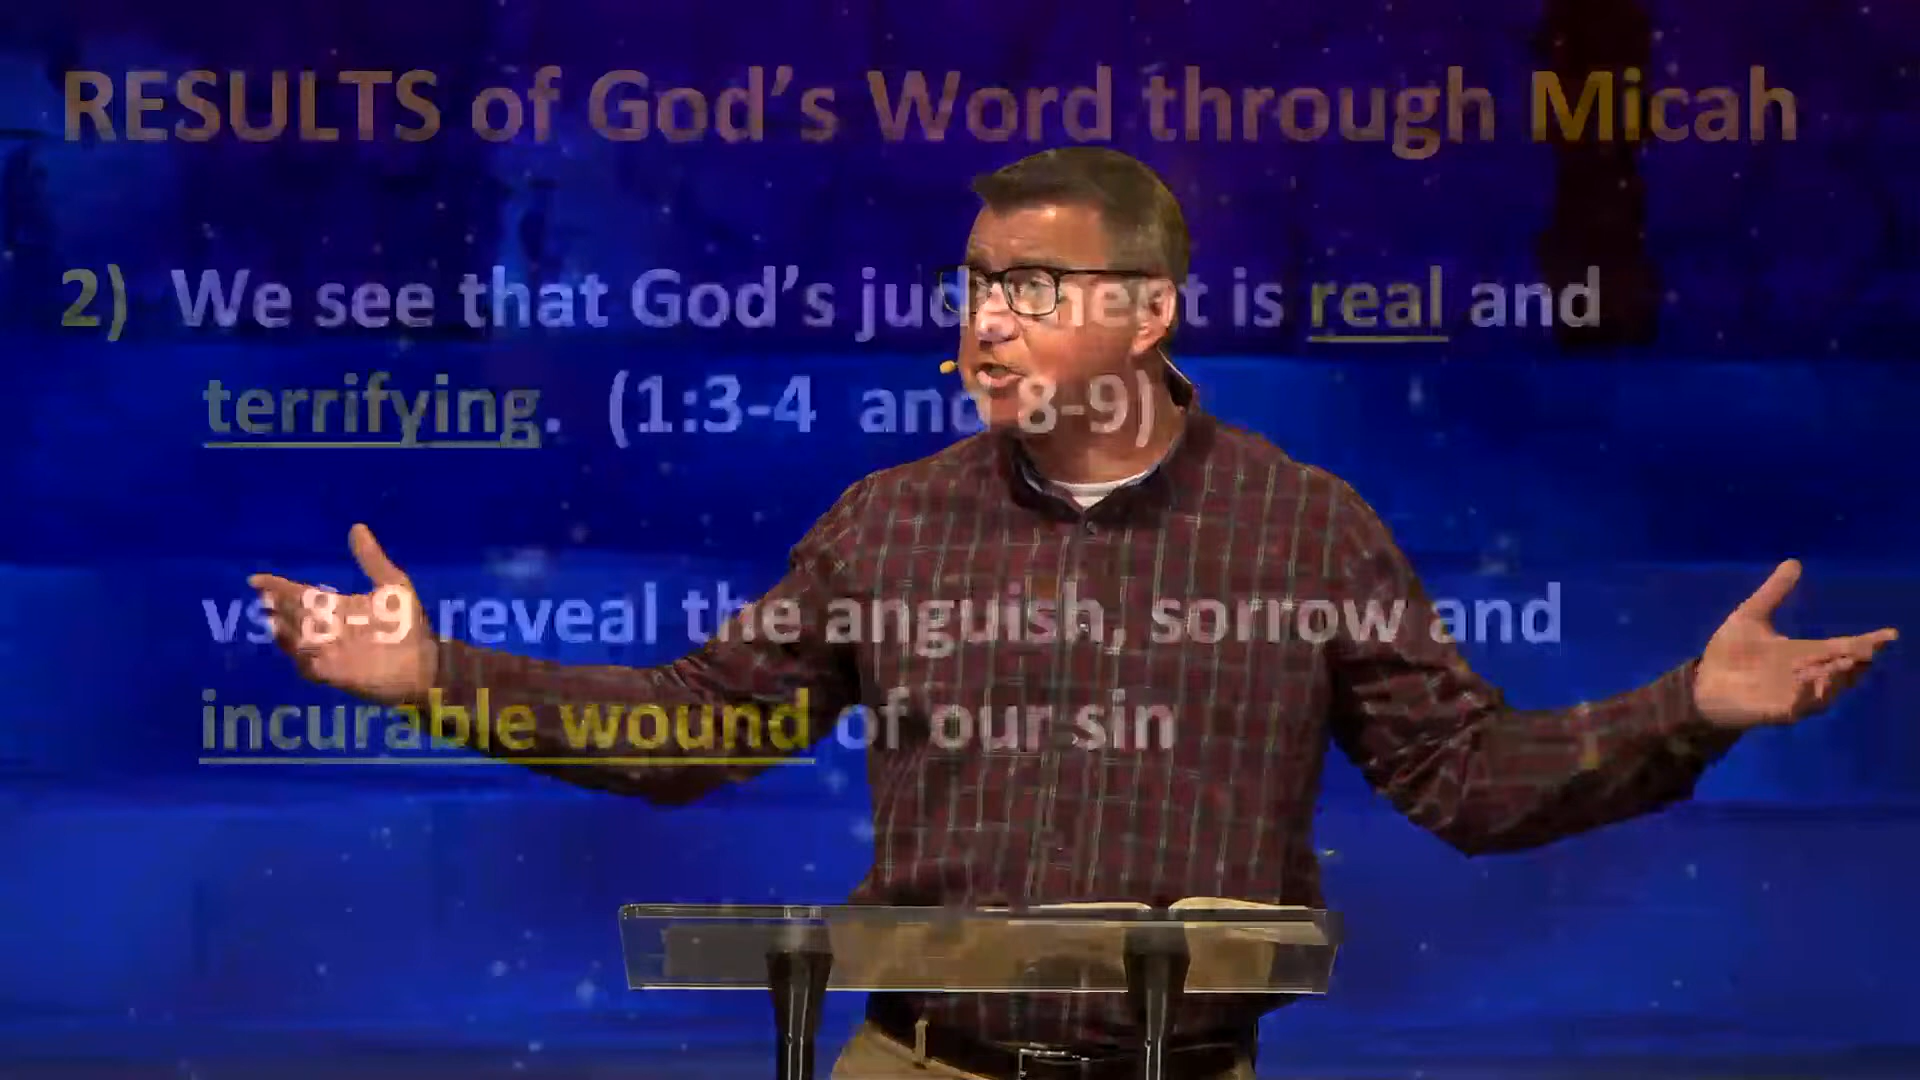 RESULTS of God's Word through Micah
2) We see that God's judgment is real and
terrifying. (1:3-4 and 8-9)
vs 8-9 reveal the anguish, sorrow and
incurable wound of our sin